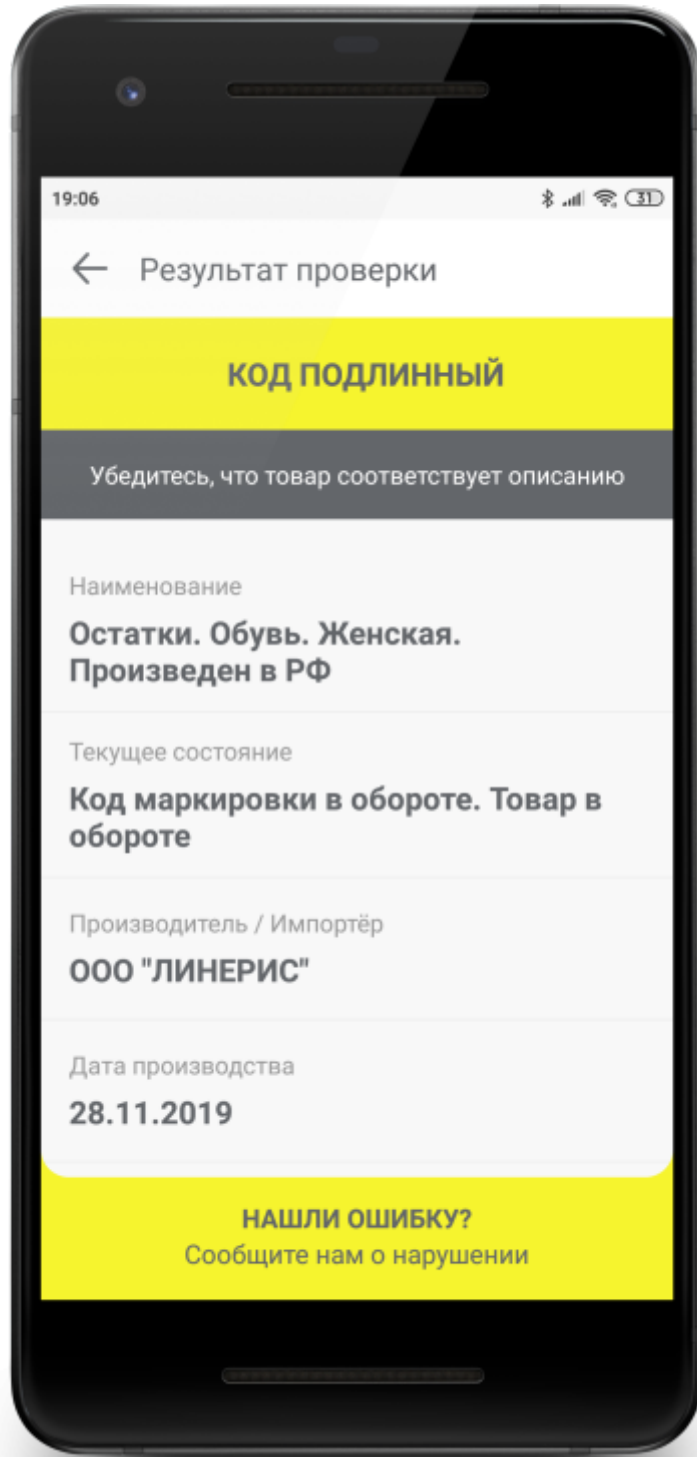 19:06
31
Результат проверки
КОД ПОДЛИННЫЙ
Убедитесь, что товар соответствует описанию
Наименование
Остатки. Обувь. Женская.
Произведен в РФ
Текущее состояние
Код маркировки в обороте. Товар в
обороте
Производитель / Импортёр
ООО "ЛИНЕРИС"
Дата производства
28.11.2019
НАШЛИ ОШИБКУ?
Сообщите нам о нарушении